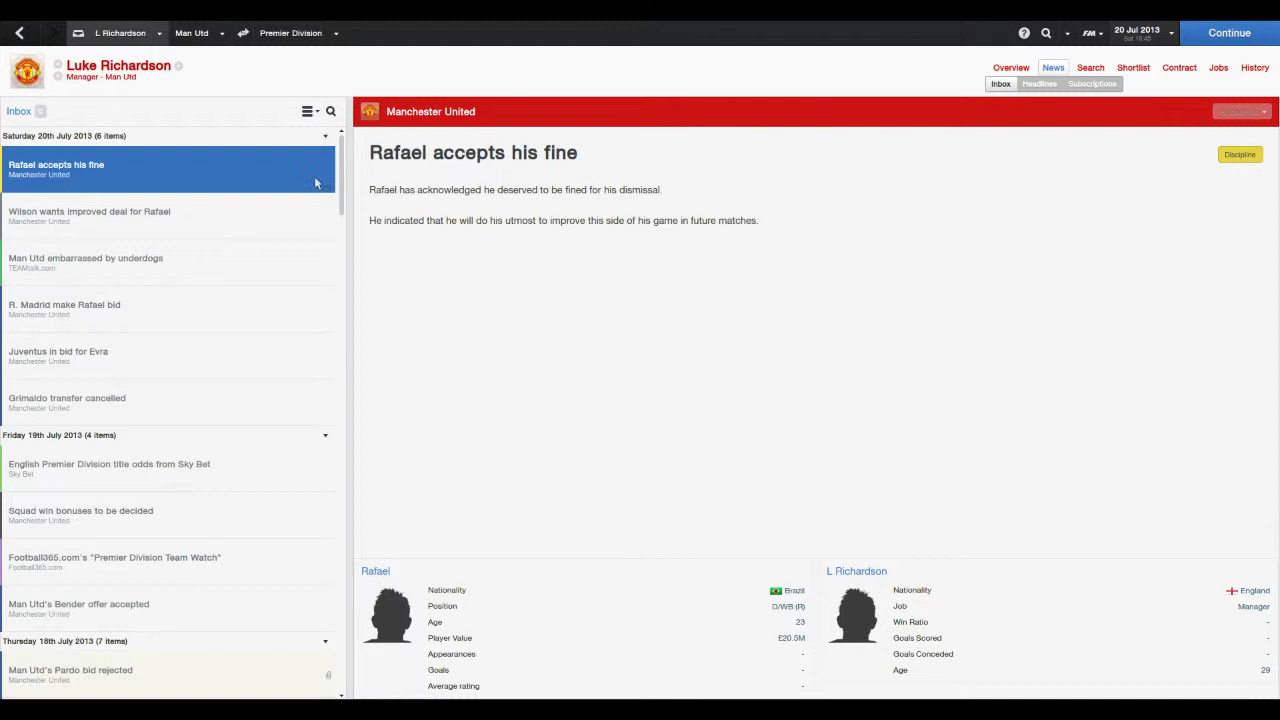 L Richardson
Man Utd
Premier Division
FM
20 Jul 2013
Sat 16:45
Continue
Luke Richardson
Manager - Man Utd
Overview
News
Search
Shortlist
Contract
Jobs
History
Inbox
Headlines
Subscriptions
Inbox
Manchester United
Saturday 20th July 2013 (6 items)
Rafael accepts his fine
Manchester United
Wilson wants improved deal for Rafael
Manchester United
Man Utd embarrassed by underdogs
TEAMtalk.com
R. Madrid make Rafael bid
Manchester United
Juventus in bid for Evra
Manchester United
Grimaldo transfer cancelled
Manchester United
Friday 19th July 2013 (4 items)
English Premier Division title odds from Sky Bet
Sky Bet
Squad win bonuses to be decided
Manchester United
Football365.com's "Premier Division Team Watch"
Football365.com
Man Utd's Bender offer accepted
Manchester United
Thursday 18th July 2013 (7 items)
Man Utd's Pardo bid rejected
Manchester United
Rafael accepts his fine
Discipline
Rafael has acknowledged he deserved to be fined for his dismissal.
He indicated that he will do his utmost to improve this side of his game in future matches.
Rafael
Nationality Brazil
Position D/WB (R)
Age 23
Player Value £20.5M
Appearances -
Goals -
Average rating -
L Richardson
Nationality England
Job Manager
Win Ratio -
Goals Scored -
Goals Conceded -
Age 29